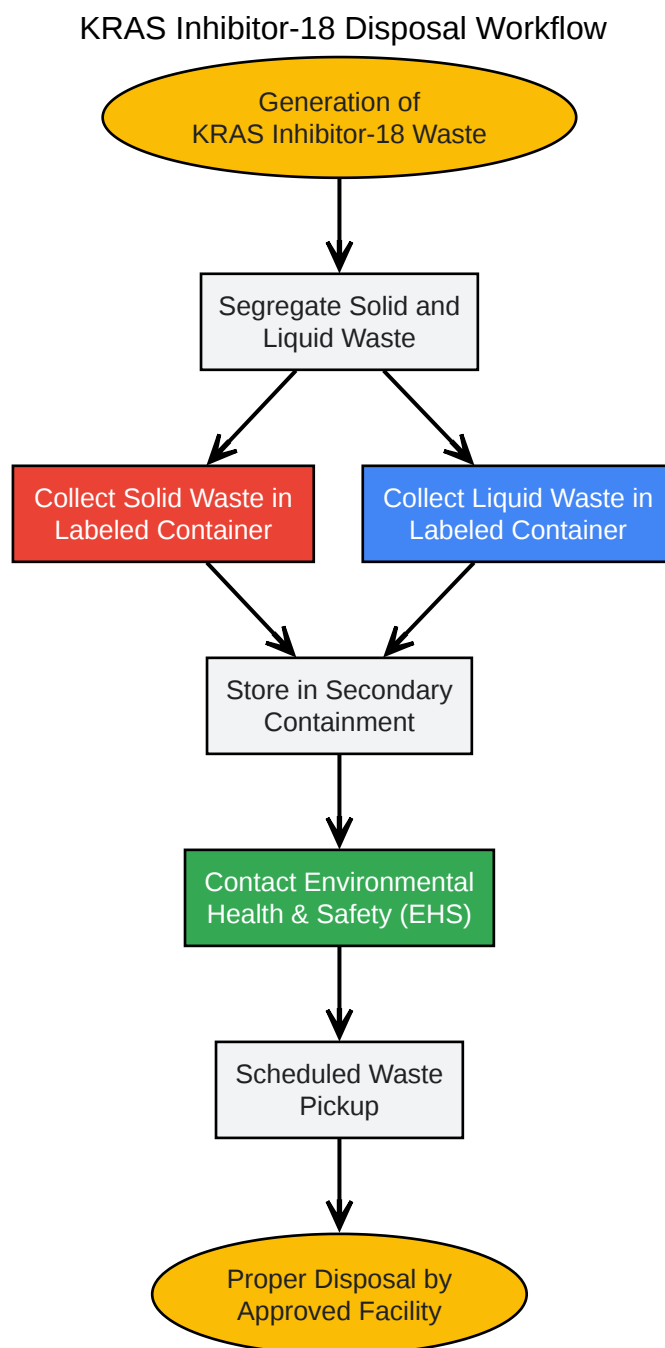 KRAS Inhibitor-18 Disposal Workflow
Generation of
KRAS Inhibitor-18 Waste
Segregate Solid and
Liquid Waste
Collect Solid Waste in
Labeled Container
Collect Liquid Waste in
Labeled Container
Store in Secondary
Containment
Contact Environmental
Health & Safety (EHS)
Scheduled Waste
Pickup
Proper Disposal by
Approved Facility